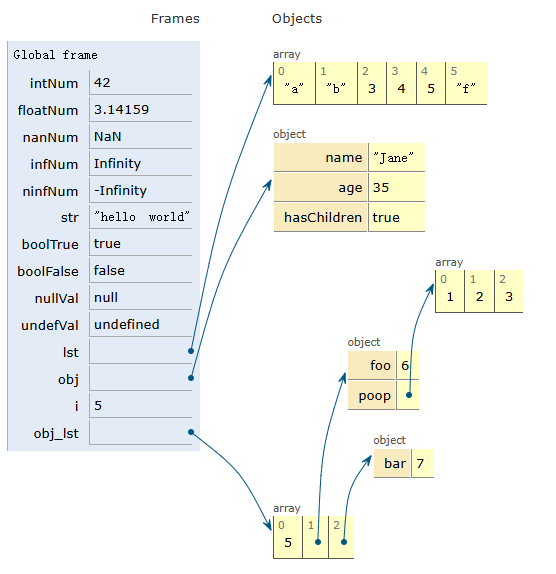 Frames Objects
Global frame
intNum 42
floatNum 3.14159
nanNum NaN
infNum Infinity
ninfNum -Infinity
str "hello  world"
boolTrue true
boolFalse false
nullVal null
undefVal undefined
lst
obj
i 5
obj_lst
array
0 1 2 3 4 5
"a" "b" 3 4 5 "f"
object
name "Jane"
age 35
hasChildren true
array
0 1 2
1 2 3
object
foo 6
poop
object
bar 7
array
0 1 2
5